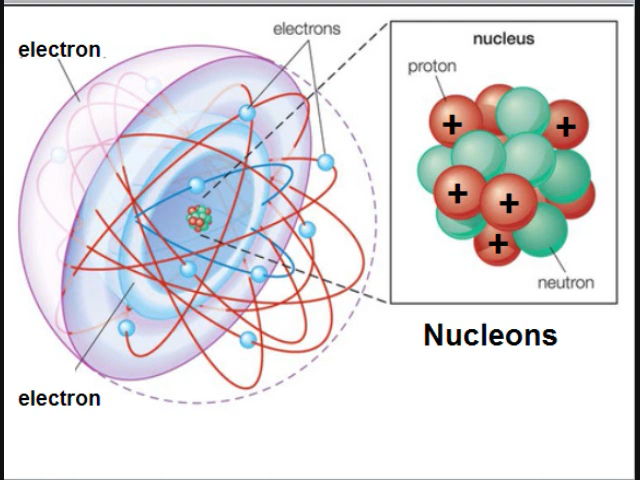 electrons
electron
nucleus
proton
+
+
+
+
+
neutron
Nucleons
electron